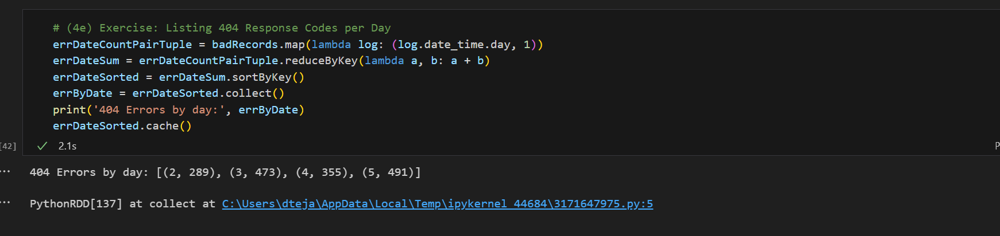 # (4e) Exercise: Listing 404 Response Codes per Day
errDateCountPairTuple = badRecords.map(lambda log: (log.date_time.day, 1))
errDateSum = errDateCountPairTuple.reduceByKey(lambda a, b: a + b)
errDateSorted = errDateSum.sortByKey()
errByDate = errDateSorted.collect()
print('404 Errors by day:', errByDate)
errDateSorted.cache()
[42] ✓ 2.1s P
... 404 Errors by day: [(2, 289), (3, 473), (4, 355), (5, 491)]
... PythonRDD[137] at collect at C:\Users\dteja\AppData\Local\Temp\ipykernel_44684\3171647975.py:5